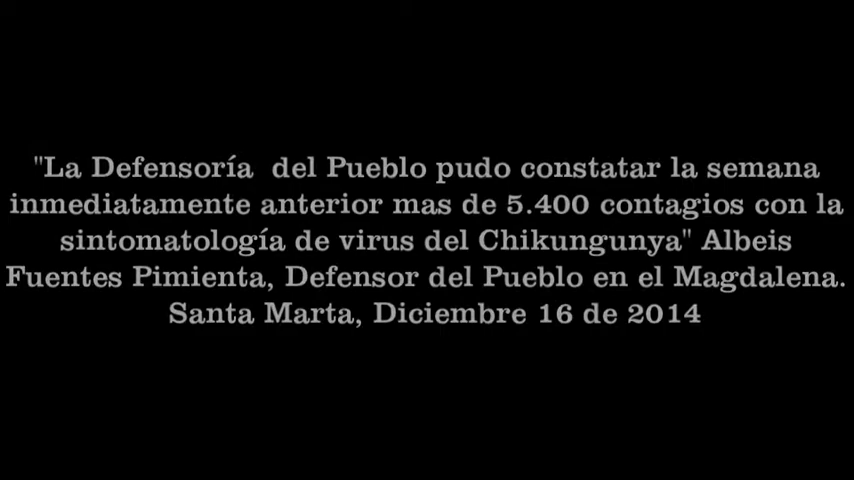 "La Defensoría  del Pueblo pudo constatar la semana
inmediatamente anterior mas de 5.400 contagios con la
sintomatología de virus del Chikungunya" Albeis
Fuentes Pimienta, Defensor del Pueblo en el Magdalena.
Santa Marta, Diciembre 16 de 2014